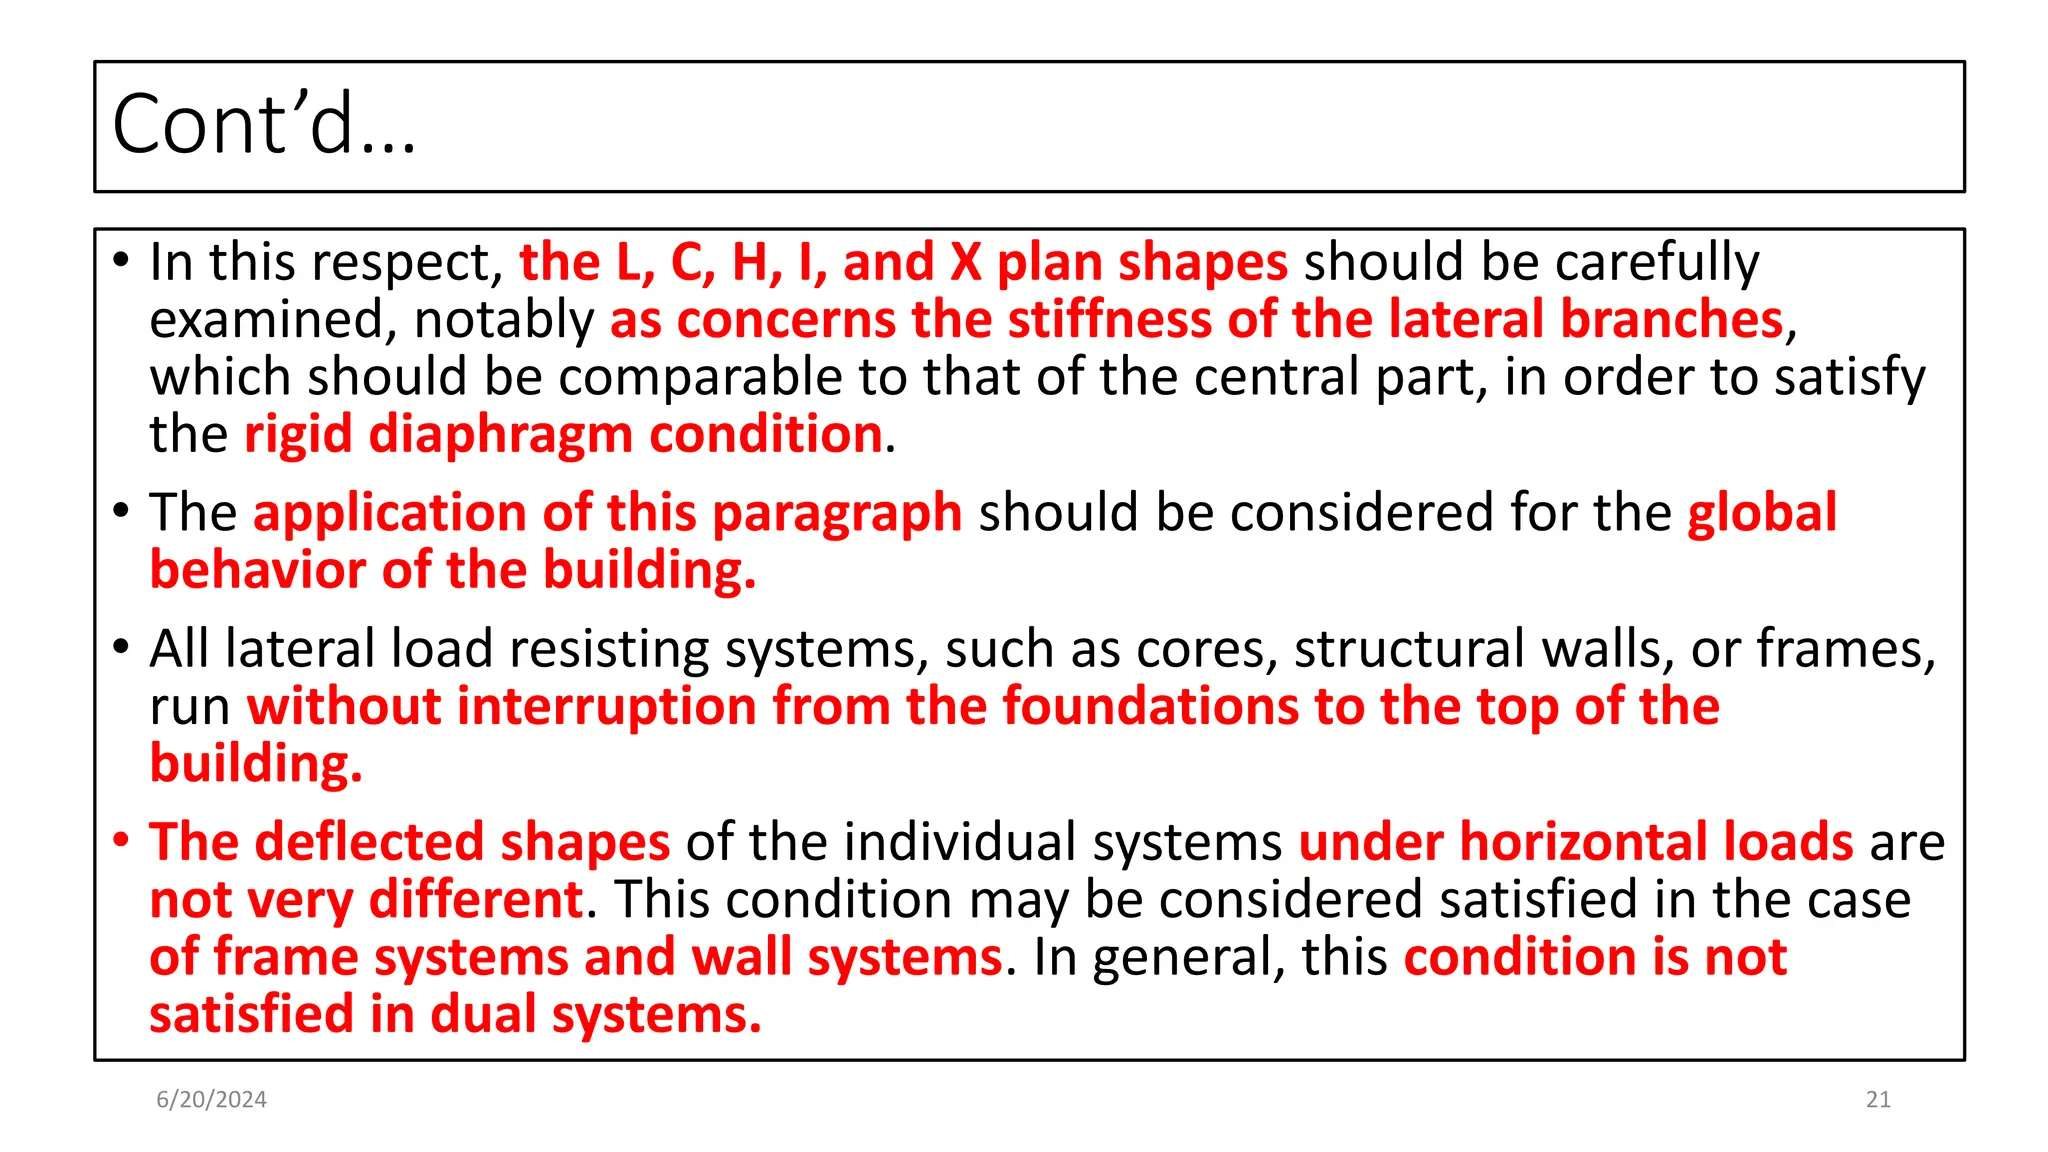 Cont’d…
• In this respect, the L, C, H, I, and X plan shapes should be carefully
examined, notably as concerns the stiffness of the lateral branches,
which should be comparable to that of the central part, in order to satisfy
the rigid diaphragm condition.
• The application of this paragraph should be considered for the global
behavior of the building.
• All lateral load resisting systems, such as cores, structural walls, or frames,
run without interruption from the foundations to the top of the
building.
• The deflected shapes of the individual systems under horizontal loads are
not very different. This condition may be considered satisfied in the case
of frame systems and wall systems. In general, this condition is not
satisfied in dual systems.
6/20/2024
21